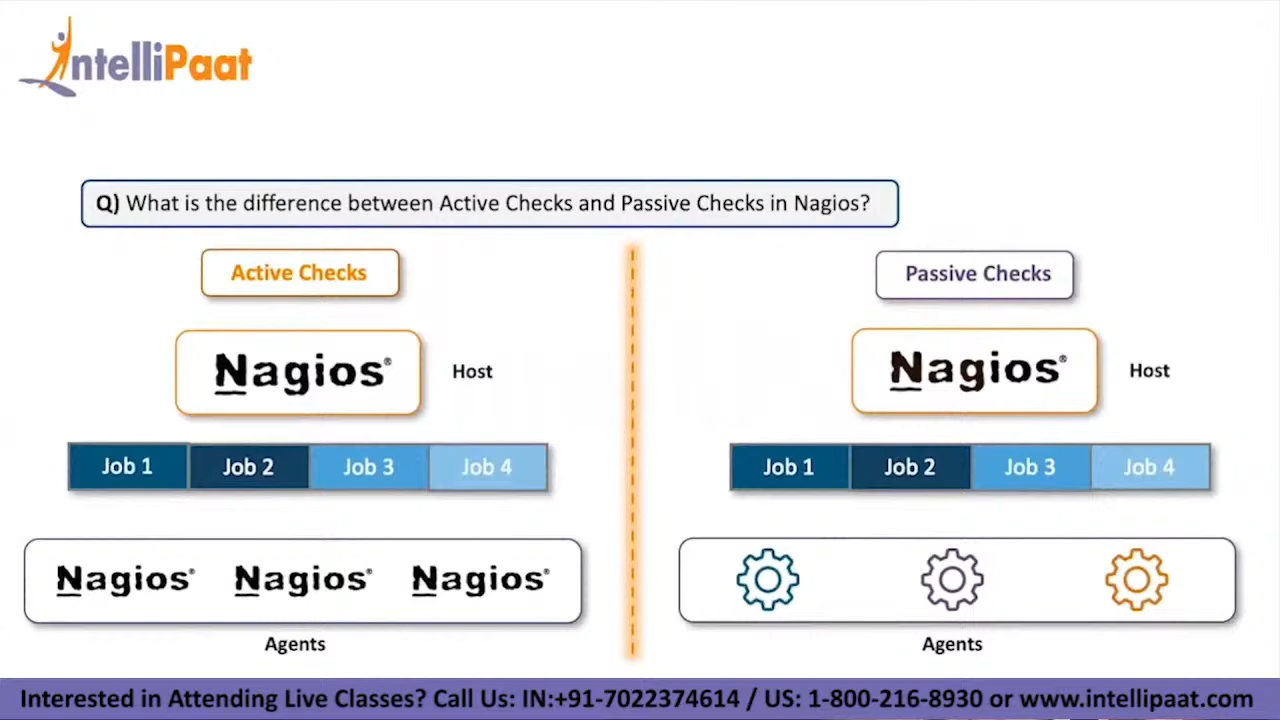 IntelliPaat
Q) What is the difference between Active Checks and Passive Checks in Nagios?
Active Checks
Nagios®
Host
Job 1
Job 2
Job 3
Job 4
Nagios®
Nagios®
Nagios®
Agents
Passive Checks
Nagios®
Host
Job 1
Job 2
Job 3
Job 4
Agents
Interested in Attending Live Classes? Call Us: IN:+91-7022374614 / US: 1-800-216-8930 or www.intellipaat.com